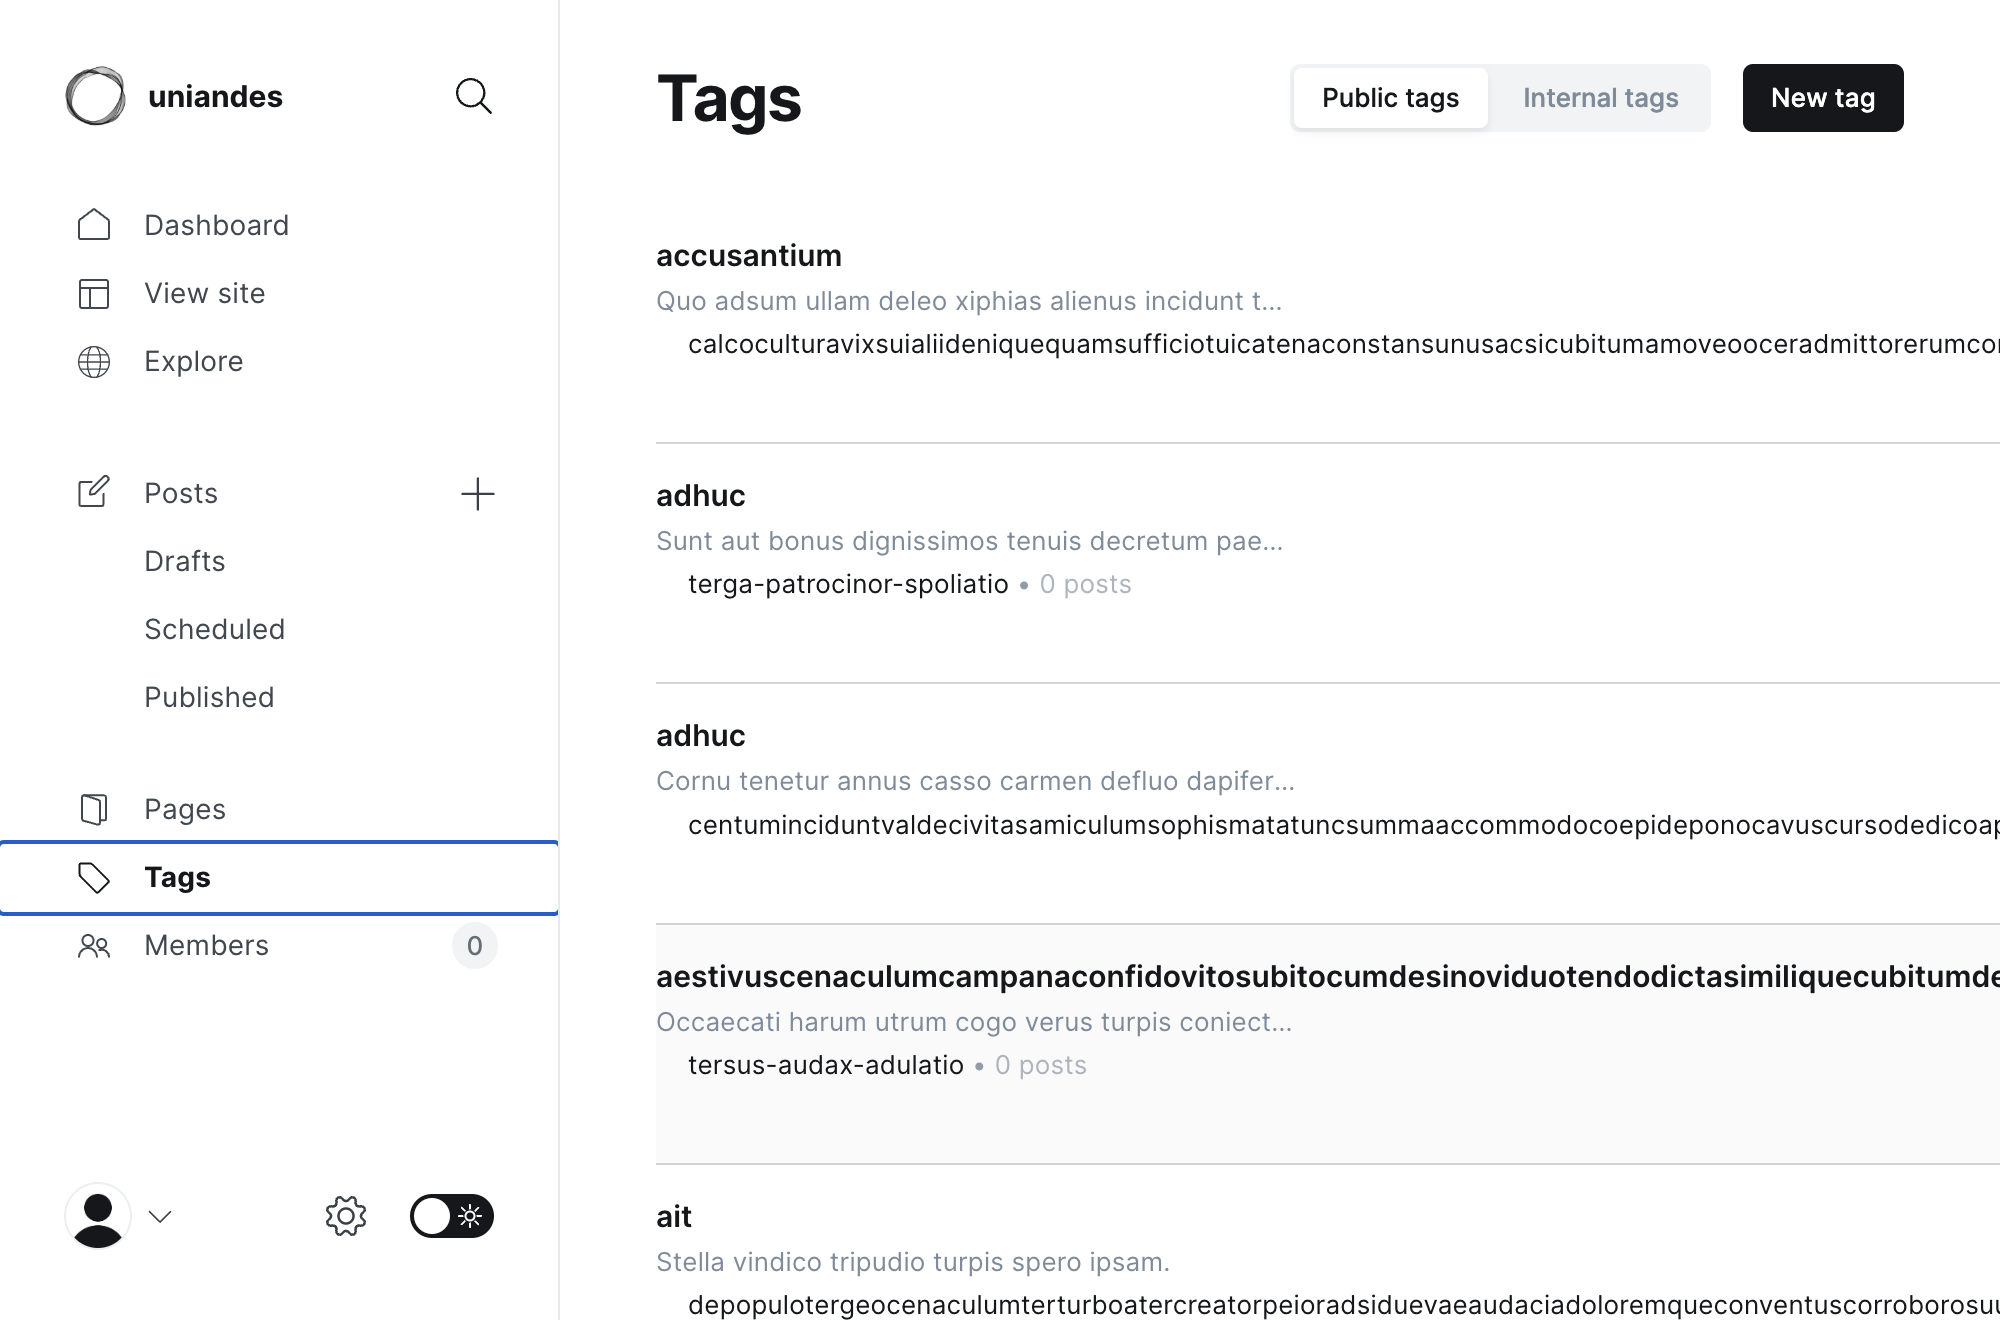 uniandes
Dashboard
View site
Explore
Posts
Drafts
Scheduled
Published
Pages
Tags
Members 0
Tags
Public tags Internal tags New tag
accusantium
Quo adsum ullam deleo xiphias alienus incidunt t...
calcoculturavixsuialiideniquequamsufficiotuicatenaconstansunusacsicubitumamoveooceradmittorerumcor
adhuc
Sunt aut bonus dignissimos tenuis decretum pae...
terga-patrocinor-spoliatio • 0 posts
adhuc
Cornu tenetur annus casso carmen defluo dapifer...
centuminciduntvaldecivitasamiculumsophismatatuncsummaaccommodocoepideponocavuscursodedicoap
aestivuscenaculumcampanaconfidovitosubitocumdesinoviduotendodictasimiliquecubitumde
Occaecati harum utrum cogo verus turpis coniect...
tersus-audax-adulatio • 0 posts
ait
Stella vindico tripudio turpis spero ipsam.
depopulotergeocenaculumterturboatercreatorpeioradsiduevaeaudaciadoloremqueconventuscorroborosuu